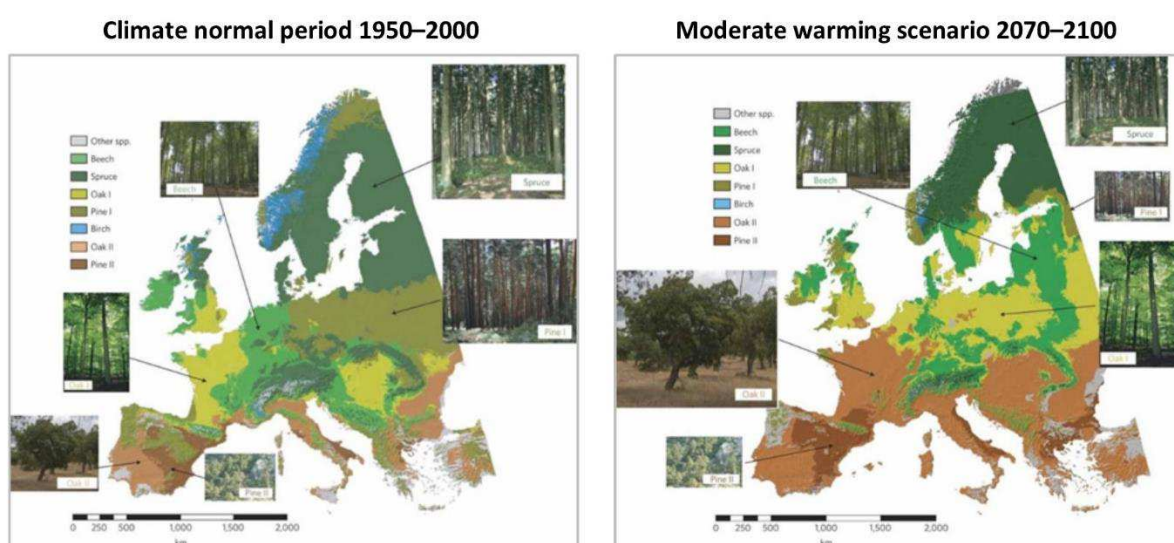 Climate normal period 1950–2000
Other spp.
Beech
Spruce
Oak I
Pine I
Birch
Oak II
Pine II
Beech
Spruce
Pine I
Oak I
Oak II
Pine II
0 250 500 1,000 1,500 2,000
km
Moderate warming scenario 2070–2100
Other spp.
Beech
Spruce
Oak I
Pine I
Birch
Oak II
Pine II
Beech
Spruce
Pine I
Oak I
Oak II
Pine II
0 250 500 1,000 1,500 2,000
km